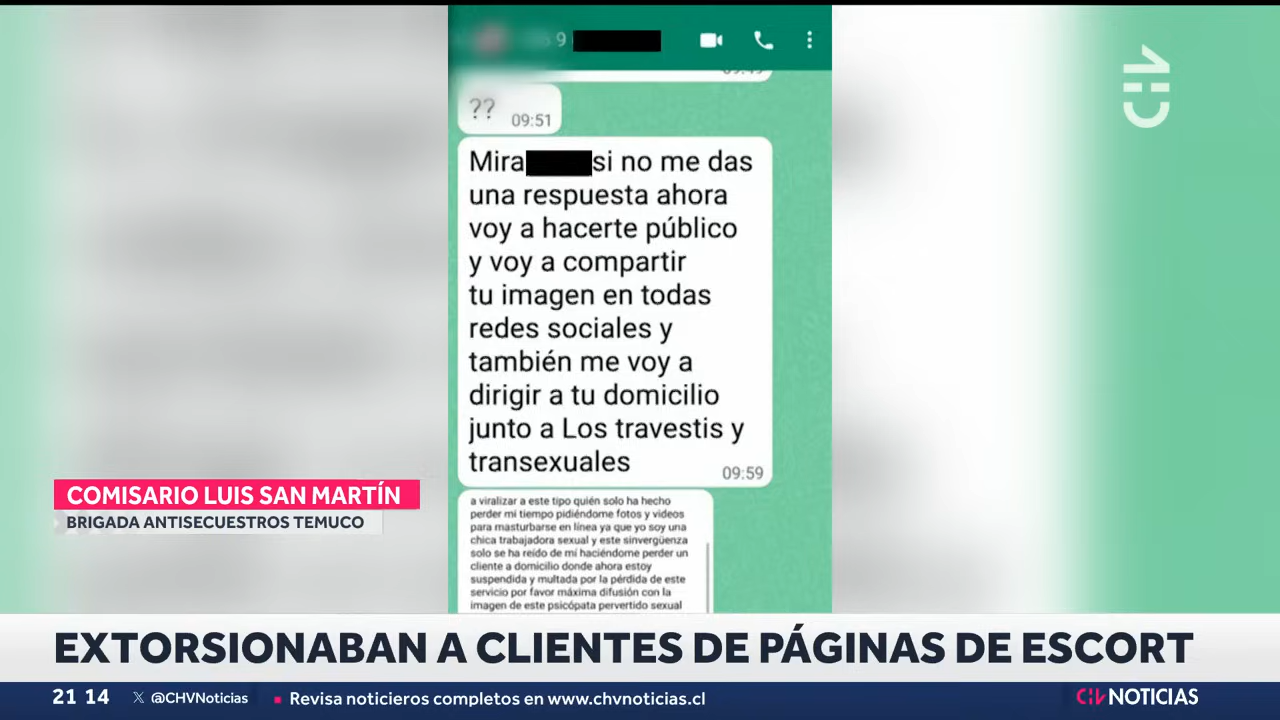 9
09:49
??
09:51
Mira si no me das
una respuesta ahora
voy a hacerte público
y voy a compartir
tu imagen en todas
redes sociales y
también me voy a
dirigir a tu domicilio
junto a Los travestis y
transexuales
09:59
a viralizar a este tipo quién solo ha hecho
perder mi tiempo pidiéndome fotos y videos
para masturbarse en línea ya que yo soy una
chica trabajadora sexual y este sinvergüenza
solo se ha reído de mí haciéndome perder un
cliente a domicilio donde ahora estoy
suspendida y multada por la pérdida de este
servicio por favor máxima difusión con la
imagen de este psicópata pervertido sexual
CHV
COMISARIO LUIS SAN MARTÍN
BRIGADA ANTISECUESTROS TEMUCO
EXTORSIONABAN A CLIENTES DE PÁGINAS DE ESCORT
21 14 @CHVNoticias Revisa noticieros completos en www.chvnoticias.cl CHV NOTICIAS